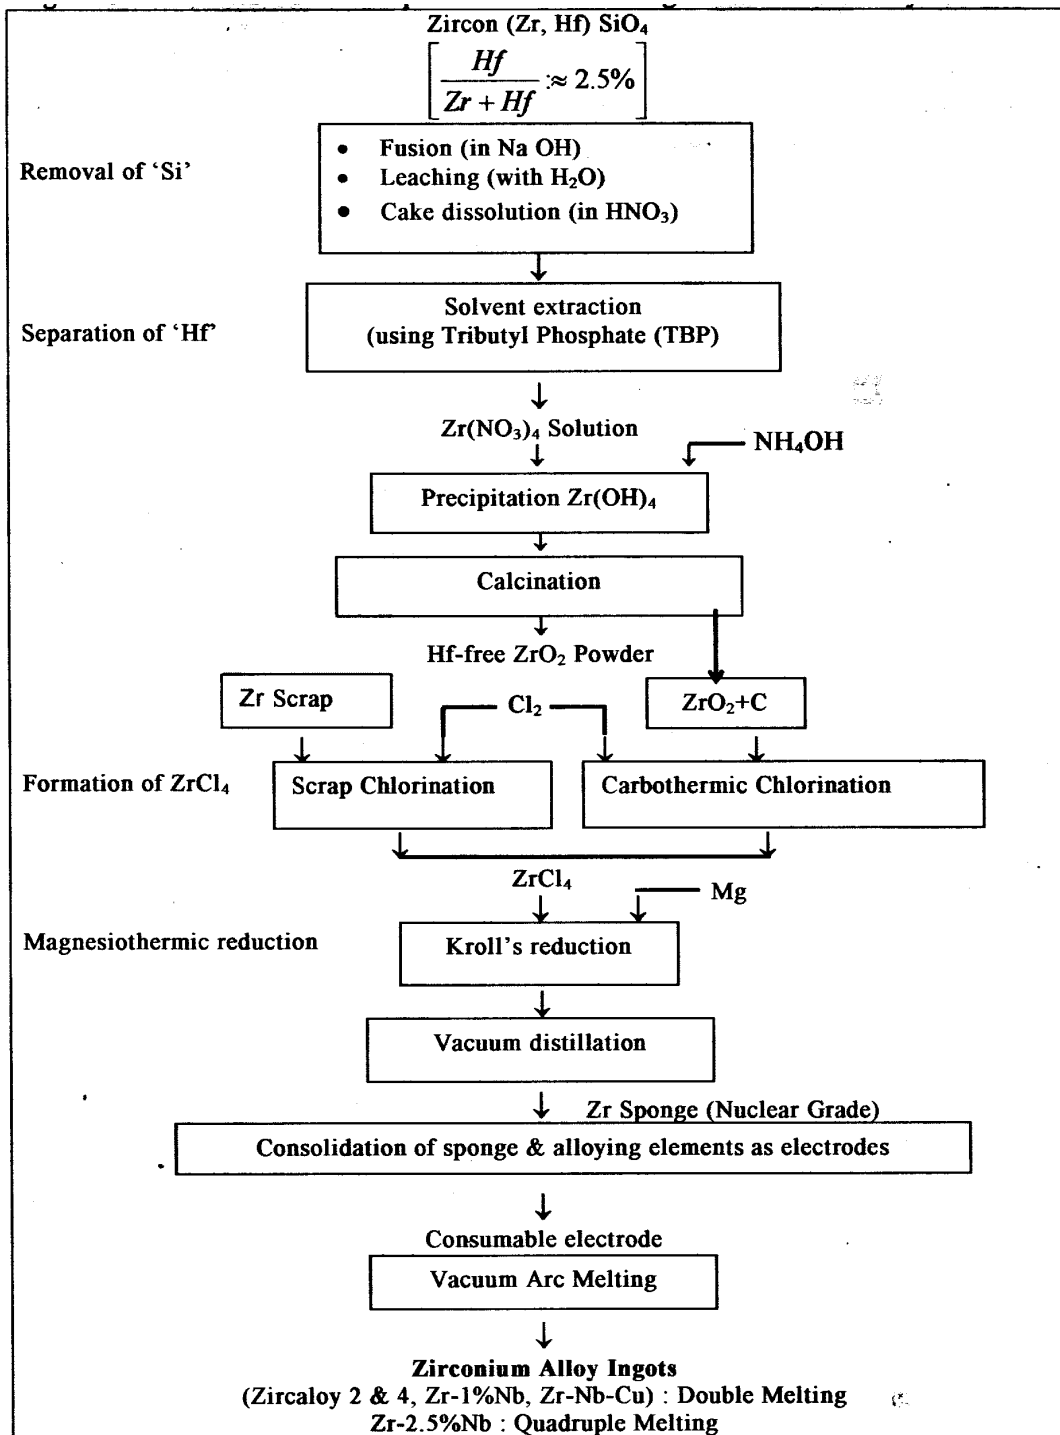 Zircon (Zr, Hf) SiO₄
[Hf / Zr + Hf :≈ 2.5%]
Removal of ‘Si’
• Fusion (in Na OH)
• Leaching (with H₂O)
• Cake dissolution (in HNO₃)
Separation of ‘Hf’
Solvent extraction
(using Tributyl Phosphate (TBP)
Zr(NO₃)₄ Solution
NH₄OH
Precipitation Zr(OH)₄
Calcination
Hf-free ZrO₂ Powder
Zr Scrap
Cl₂
ZrO₂+C
Formation of ZrCl₄
Scrap Chlorination
Carbothermic Chlorination
ZrCl₄
Mg
Magnesiothermic reduction
Kroll’s reduction
Vacuum distillation
Zr Sponge (Nuclear Grade)
Consolidation of sponge & alloying elements as electrodes
Consumable electrode
Vacuum Arc Melting
Zirconium Alloy Ingots
(Zircaloy 2 & 4, Zr-1%Nb, Zr-Nb-Cu) : Double Melting
Zr-2.5%Nb : Quadruple Melting